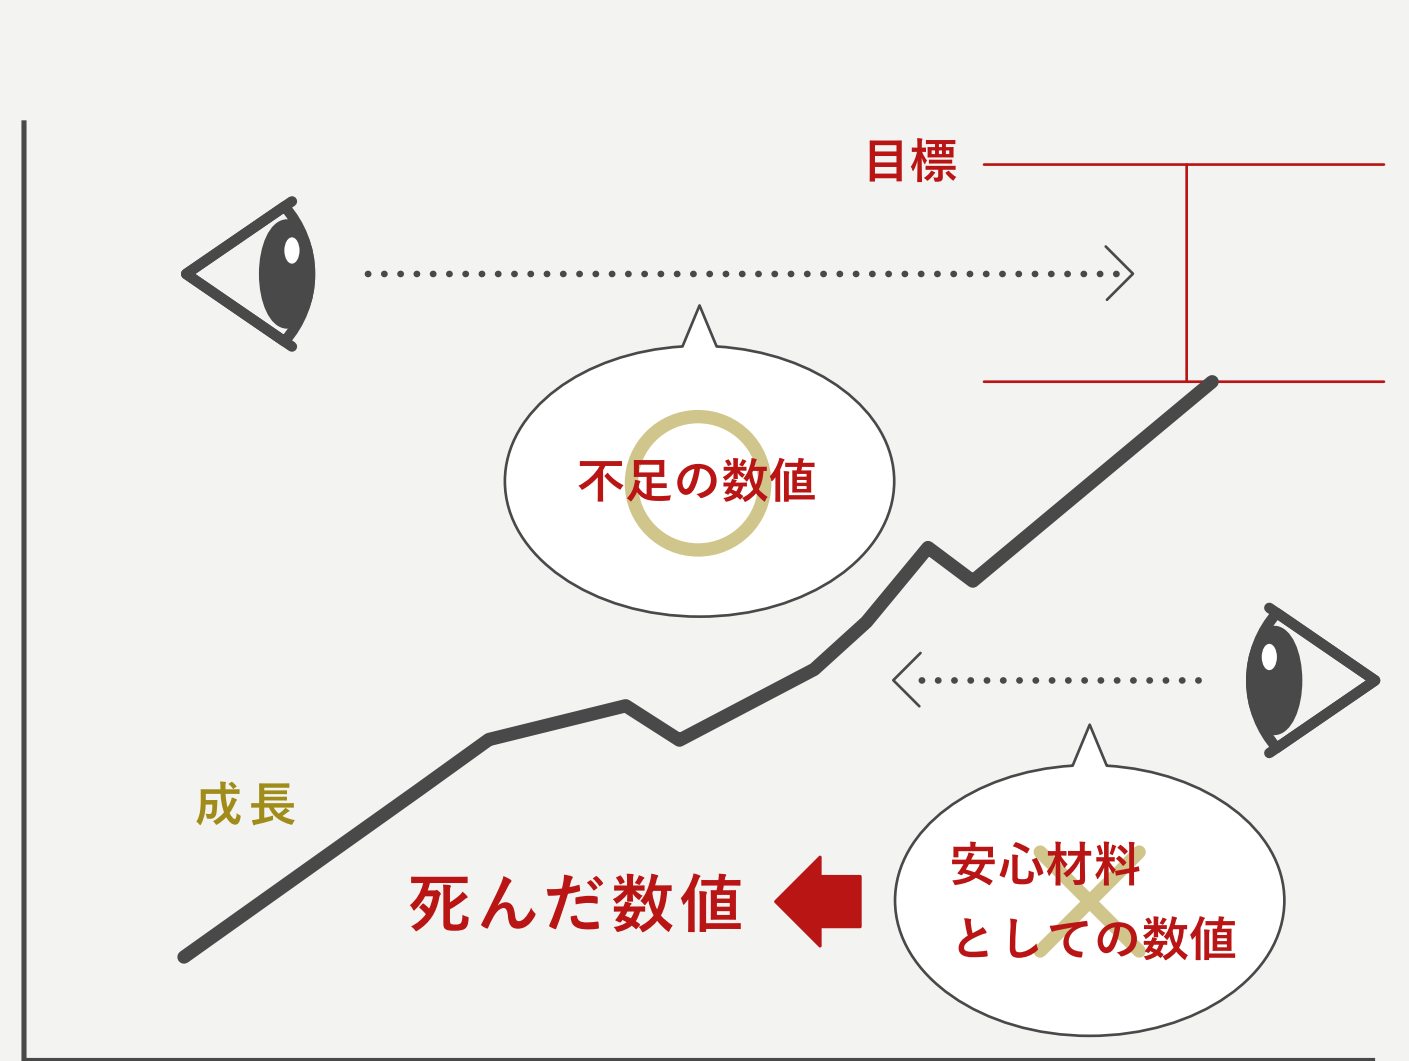 目標
不足の数値
成長
安心材料
としての数値
死んだ数値